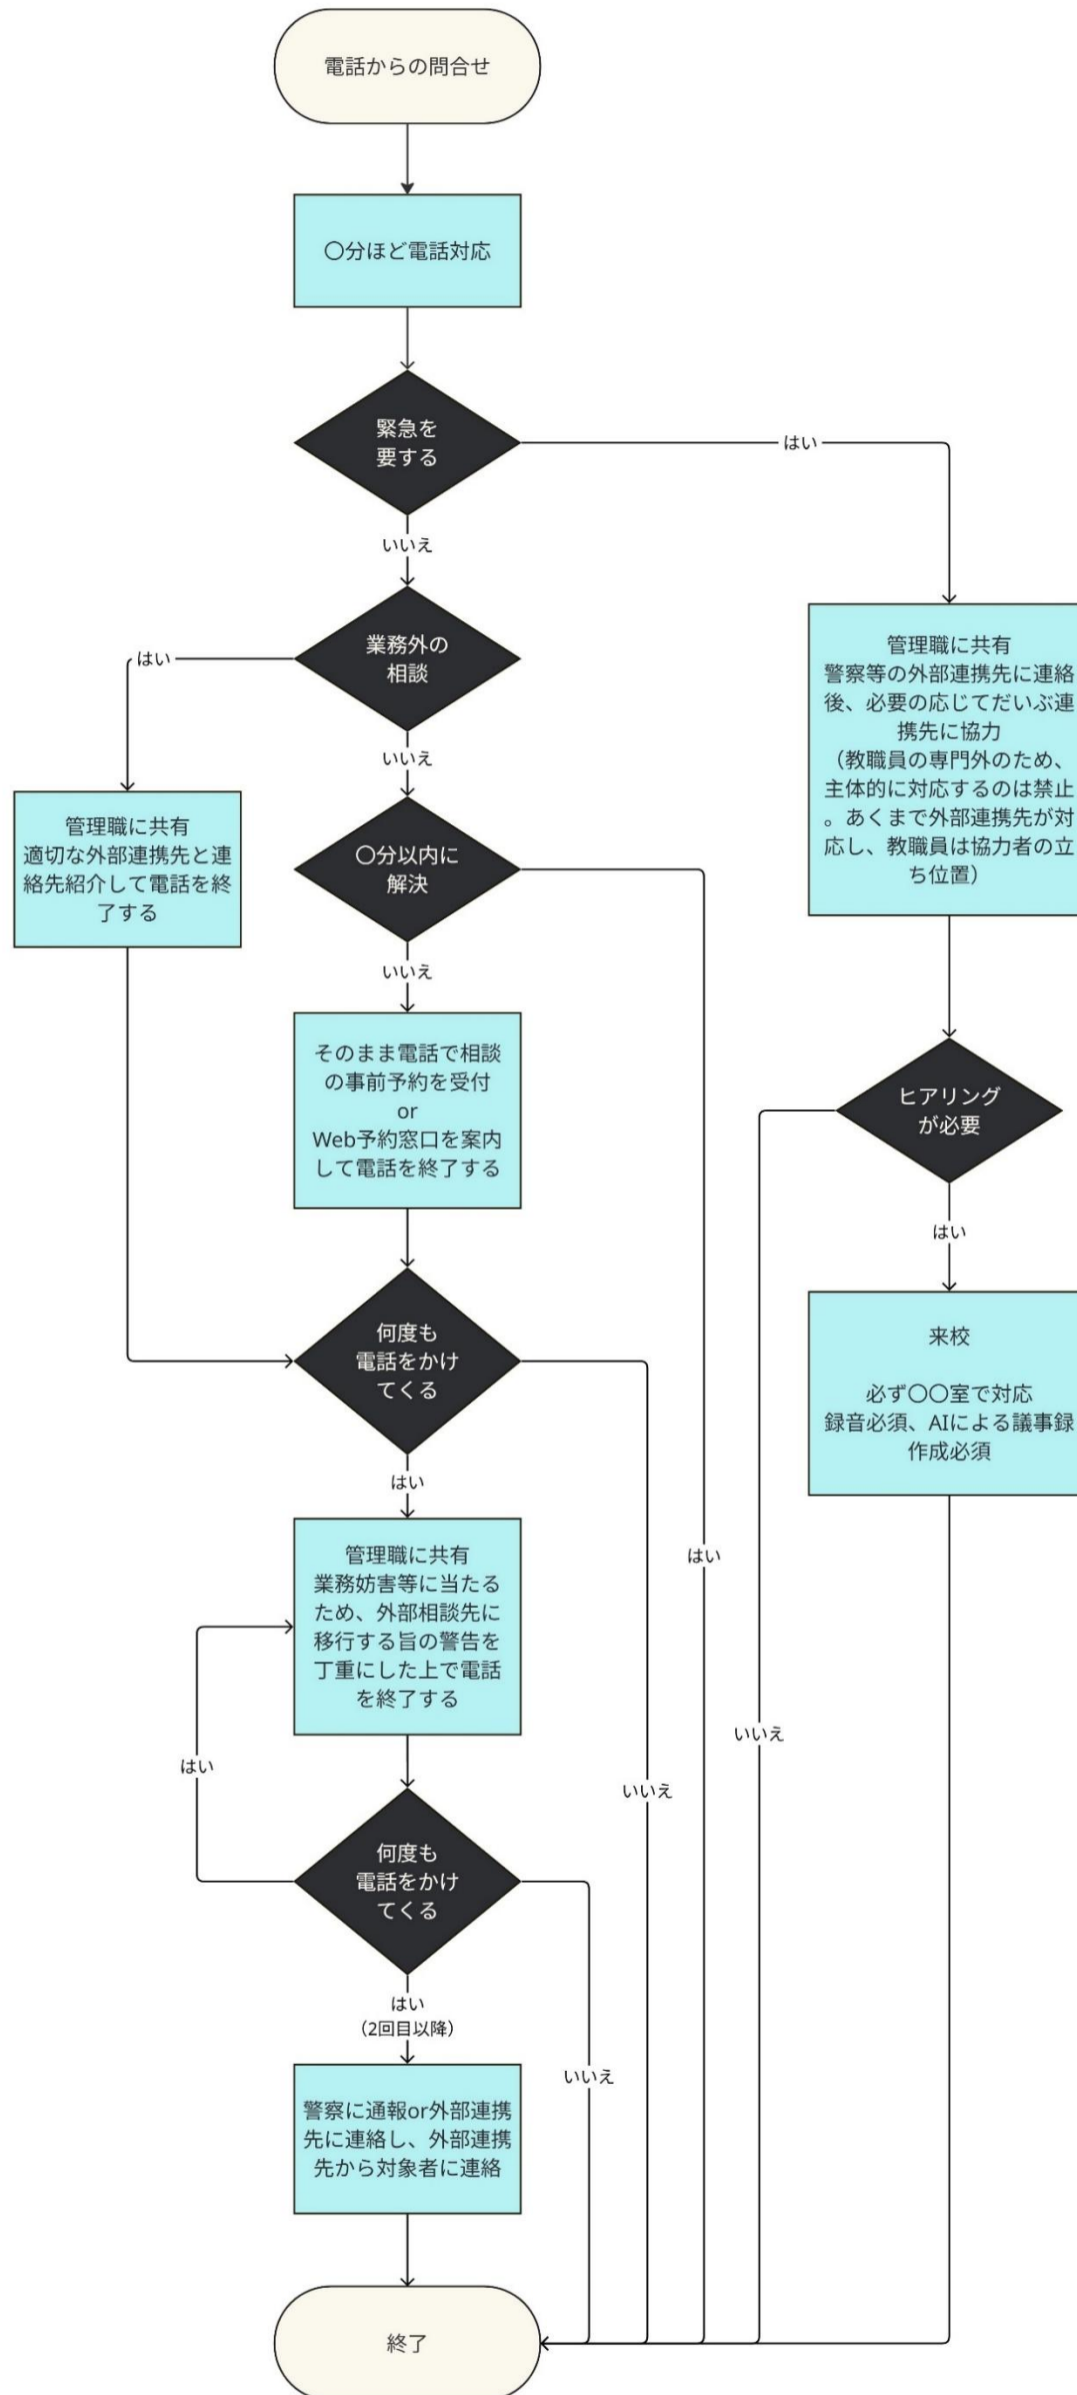 電話からの問合せ
〇分ほど電話対応
緊急を
要する
はい
いいえ
業務外の
相談
はい
いいえ
管理職に共有
適切な外部連携先と連
絡先紹介して電話を終
了する
〇分以内に
解決
いいえ
はい
そのまま電話で相談
の事前予約を受付
or
Web予約窓口を案内
して電話を終了する
何度も
電話をかけ
てくる
はい
いいえ
管理職に共有
業務妨害等に当たる
ため、外部相談先に
移行する旨の警告を
丁重にした上で電話
を終了する
はい
何度も
電話をかけ
てくる
はい
（2回目以降）
いいえ
警察に通報or外部連携
先に連絡し、外部連携
先から対象者に連絡
管理職に共有
警察等の外部連携先に連絡
後、必要の応じてだいぶ連
携先に協力
（教職員の専門外のため、
主体的に対応するのは禁止
。あくまで外部連携先が対
応し、教職員は協力者の立
ち位置）
ヒアリング
が必要
はい
いいえ
来校
必ず〇〇室で対応
録音必須、AIによる議事録
作成必須
終了